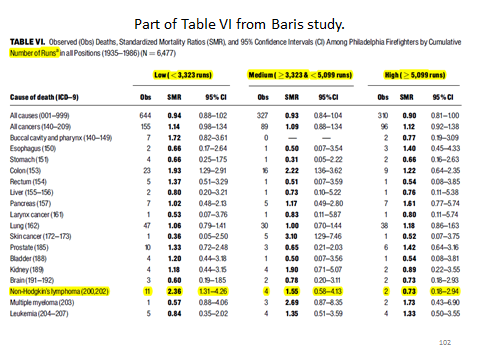 Part of Table VI from Baris study.
TABLE VI. Observed (Obs) Deaths, Standardized Mortality Ratios (SMR), and 95% Confidence Intervals (CI) Among Philadelphia Firefighters by Cumulative
Number of Runsᵃ in all Positions (1935–1986) (N = 6,477)
Low (< 3,323 runs) Medium (≥ 3,323 & < 5,099 runs) High (≥ 5,099 runs)
Cause of death (ICD–9) Obs SMR 95% CI Obs SMR 95% CI Obs SMR 95% CI
All causes (001–999) 644 0.94 0.88–1.02 327 0.93 0.84–1.04 310 0.90 0.81–1.00
All cancers (140–209) 155 1.14 0.98–1.34 89 1.09 0.88–1.34 96 1.12 0.92–1.38
Buccal cavity and pharynx (140–149) 7 1.72 0.82–3.61 0 — — 2 0.77 0.19–3.09
Esophagus (150) 2 0.66 0.17–2.64 1 0.50 0.07–3.54 3 1.40 0.45–4.33
Stomach (151) 4 0.66 0.25–1.75 1 0.31 0.05–2.22 2 0.66 0.16–2.63
Colon (153) 23 1.93 1.29–2.91 16 2.22 1.36–3.62 9 1.22 0.64–2.35
Rectum (154) 5 1.37 0.51–3.29 1 0.51 0.07–3.59 1 0.54 0.08–3.85
Liver (155–156) 2 0.80 0.20–3.21 1 0.73 0.10–5.22 1 0.76 0.11–5.38
Pancreas (157) 7 1.02 0.48–2.13 5 1.17 0.49–2.80 7 1.61 0.77–5.74
Larynx cancer (161) 1 0.53 0.07–3.76 1 0.83 0.11–5.87 1 0.80 0.11–5.74
Lung (162) 47 1.06 0.79–1.41 30 1.00 0.70–1.44 38 1.18 0.86–1.63
Skin cancer (172–173) 1 0.36 0.05–2.50 5 3.10 1.29–7.46 1 0.52 0.07–3.75
Prostate (185) 10 1.33 0.72–2.48 3 0.65 0.21–2.03 6 1.42 0.64–3.16
Bladder (188) 4 1.20 0.44–3.18 1 0.50 0.07–3.56 1 0.54 0.08–3.81
Kidney (189) 4 1.18 0.44–3.15 4 1.90 0.71–5.07 2 0.89 0.22–3.55
Brain (191–192) 3 0.60 0.19–1.85 2 0.78 0.20–3.11 2 0.73 0.18–2.93
Non-Hodgkin's lymphoma (200,202) 11 2.36 1.31–4.26 4 1.55 0.58–4.13 2 0.73 0.18–2.94
Multiple myeloma (203) 1 0.57 0.88–4.06 3 2.69 0.87–8.35 2 1.73 0.43–6.90
Leukemia (204–207) 5 0.84 0.35–2.02 4 1.35 0.51–3.59 4 1.33 0.50–3.55
102